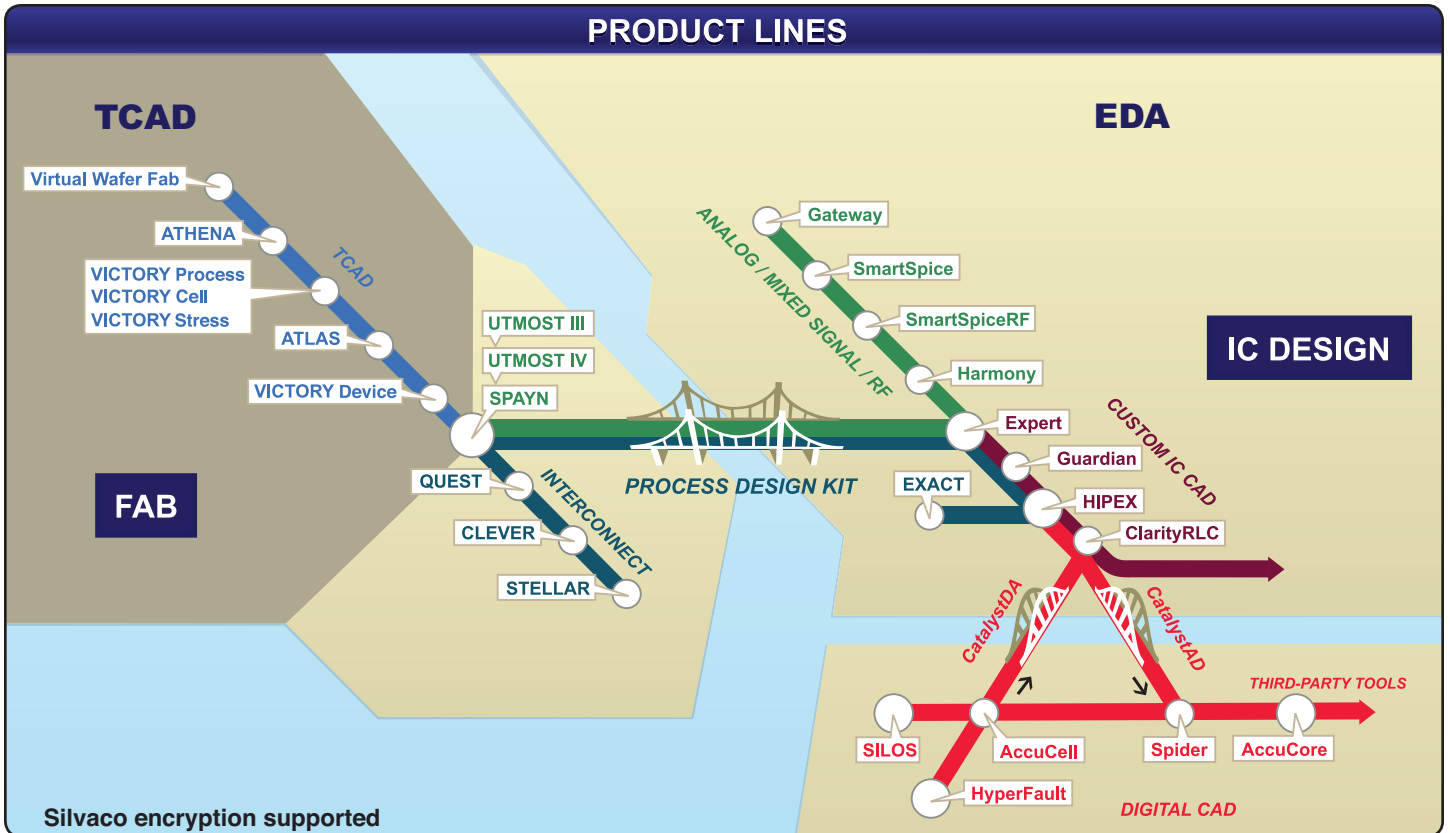 PRODUCT LINES
TCAD
EDA
Virtual Wafer Fab
ATHENA
TCAD
VICTORY Process
VICTORY Cell
VICTORY Stress
ATLAS
VICTORY Device
UTMOST III
UTMOST IV
SPAYN
FAB
QUEST
CLEVER
STELLAR
INTERCONNECT
PROCESS DESIGN KIT
ANALOG / MIXED SIGNAL / RF
Gateway
SmartSpice
SmartSpiceRF
Harmony
IC DESIGN
Expert
Guardian
CUSTOM IC CAD
EXACT
HIPEX
ClarityRLC
CatalystDA
CatalystAD
THIRD-PARTY TOOLS
SILOS
AccuCell
Spider
AccuCore
HyperFault
DIGITAL CAD
Silvaco encryption supported